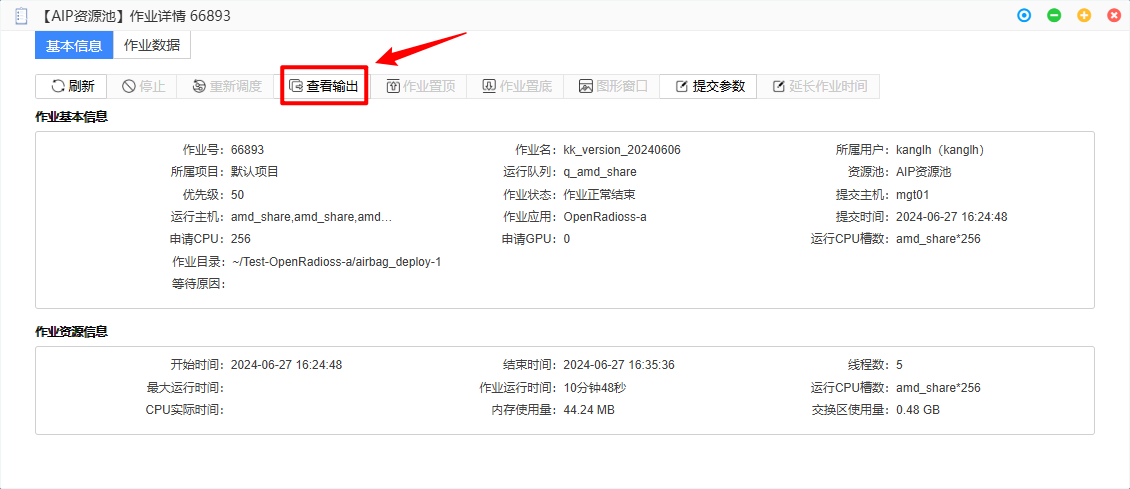 【AIP资源池】作业详情 66893
基本信息 作业数据
刷新 停止 重新调度 查看输出 作业置顶 作业置底 图形窗口 提交参数 延长作业时间
作业基本信息
作业号: 66893 作业名: kk_version_20240606 所属用户: kanglh（kanglh）
所属项目: 默认项目 运行队列: q_amd_share 资源池: AIP资源池
优先级: 50 作业状态: 作业正常结束 提交主机: mgt01
运行主机: amd_share,amd_share,amd… 作业应用: OpenRadioss-a 提交时间: 2024-06-27 16:24:48
申请CPU: 256 申请GPU: 0 运行CPU槽数: amd_share*256
作业目录: ~/Test-OpenRadioss-a/airbag_deploy-1
等待原因:
作业资源信息
开始时间: 2024-06-27 16:24:48 结束时间: 2024-06-27 16:35:36 线程数: 5
最大运行时间: 作业运行时间: 10分钟48秒 运行CPU槽数: amd_share*256
CPU实际时间: 内存使用量: 44.24 MB 交换区使用量: 0.48 GB